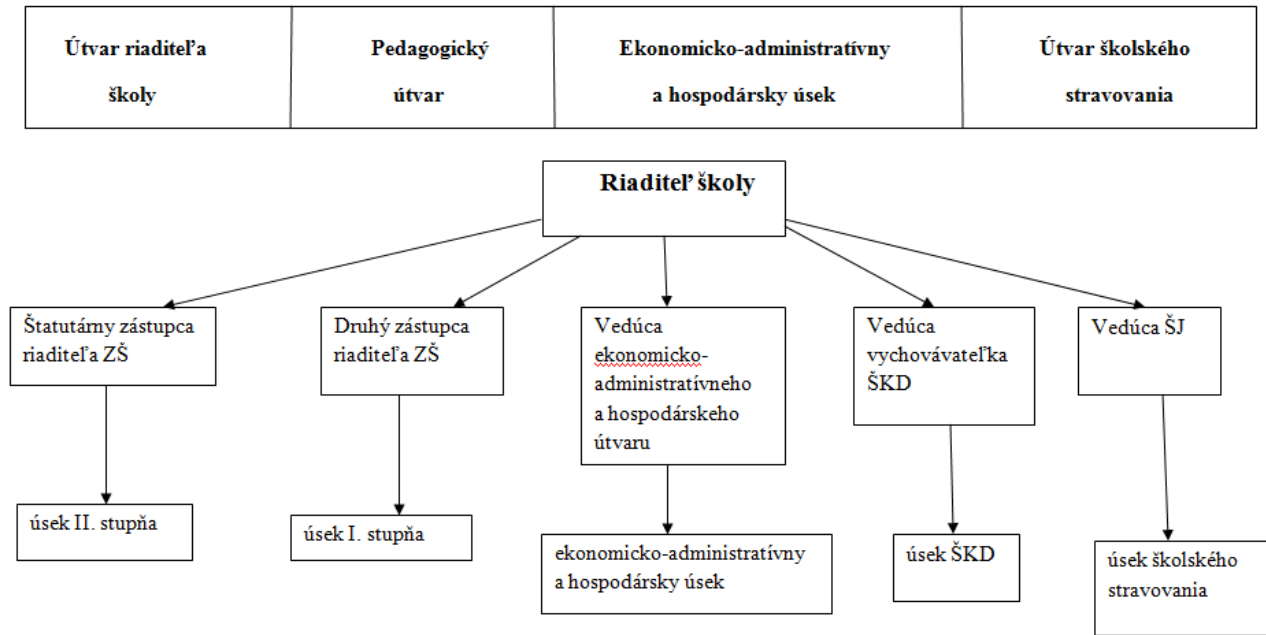 Útvar riaditeľa
školy
Pedagogický
útvar
Ekonomicko-administratívny
a hospodársky úsek
Útvar školského
stravovania
Riaditeľ školy
Štatutárny zástupca
riaditeľa ZŠ
Druhý zástupca
riaditeľa ZŠ
Vedúca
ekonomicko-
administratívneho
a hospodárskeho
útvaru
Vedúca
vychovávateľka
ŠKD
Vedúca ŠJ
úsek II. stupňa
úsek I. stupňa
ekonomicko-administratívny
a hospodársky úsek
úsek ŠKD
úsek školského
stravovania